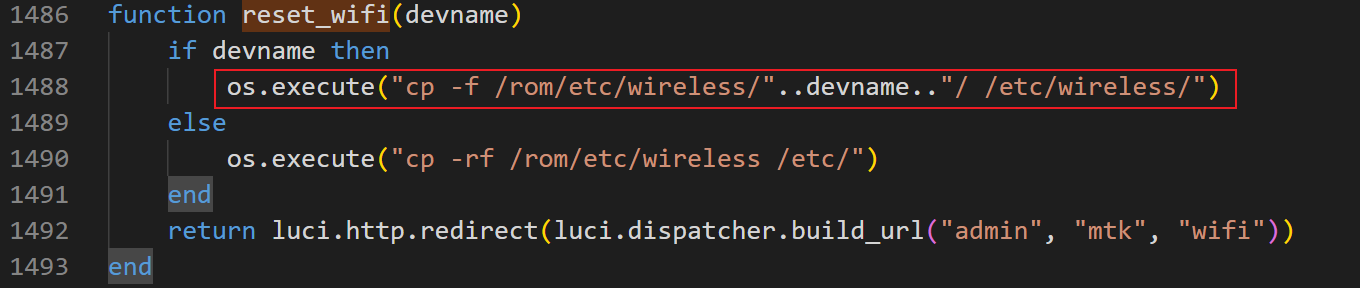 1486 function reset_wifi(devname)
1487     if devname then
1488         os.execute("cp -f /rom/etc/wireless/"..devname.."/ /etc/wireless/")
1489     else
1490         os.execute("cp -rf /rom/etc/wireless /etc/")
1491     end
1492     return luci.http.redirect(luci.dispatcher.build_url("admin", "mtk", "wifi"))
1493 end